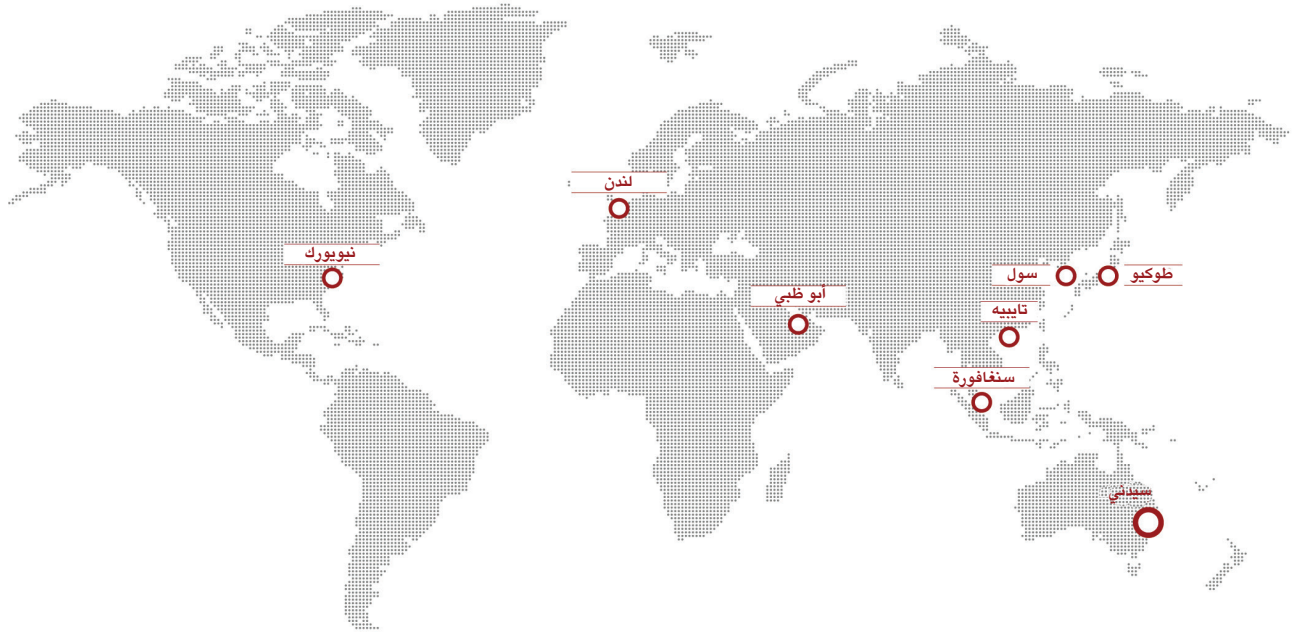 لندن
نيويورك
طوكيو
سول
أبو ظبي
تايبيه
سنغافورة
سيدني